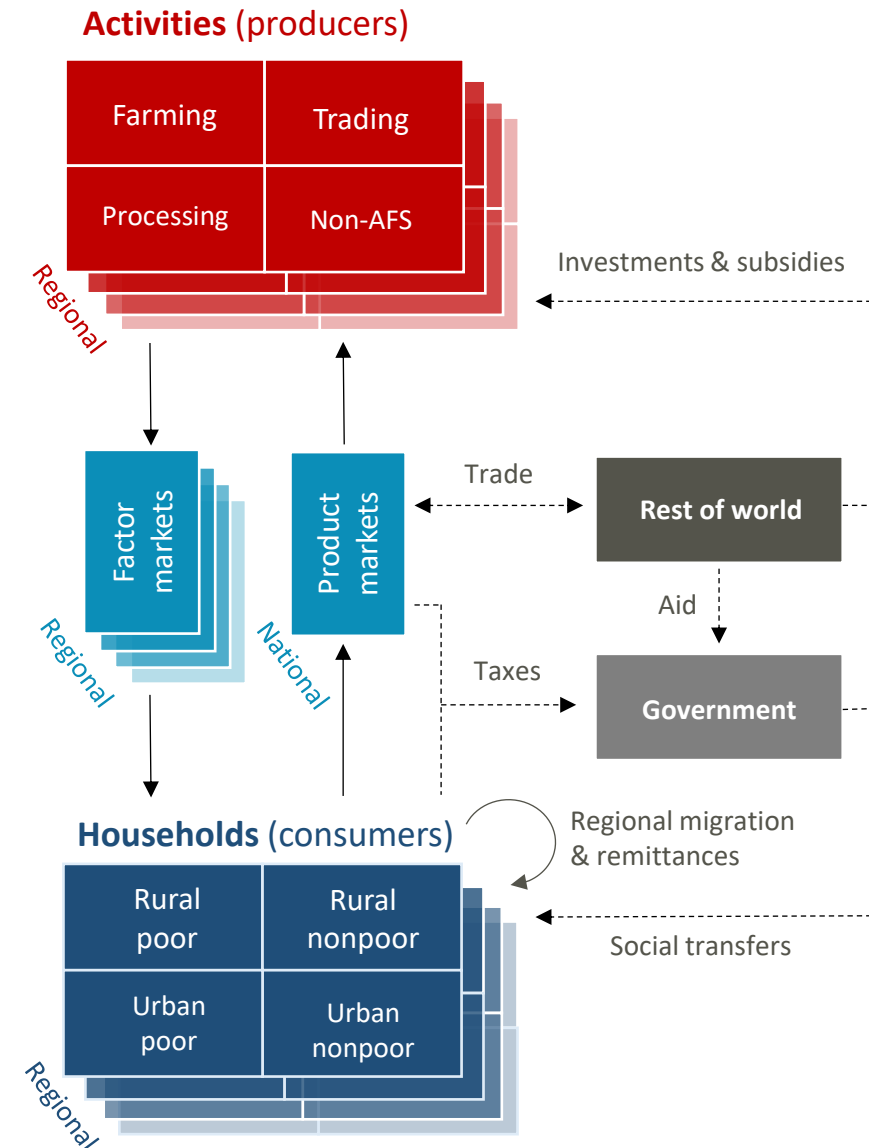 Activities (producers)
Farming
Trading
Processing
Non-AFS
Regional
Investments & subsidies
Factor
markets
Regional
Product
markets
National
Trade
Rest of world
Aid
Taxes
Government
Households (consumers)
Regional migration
& remittances
Rural
poor
Rural
nonpoor
Urban
poor
Urban
nonpoor
Social transfers
Regional